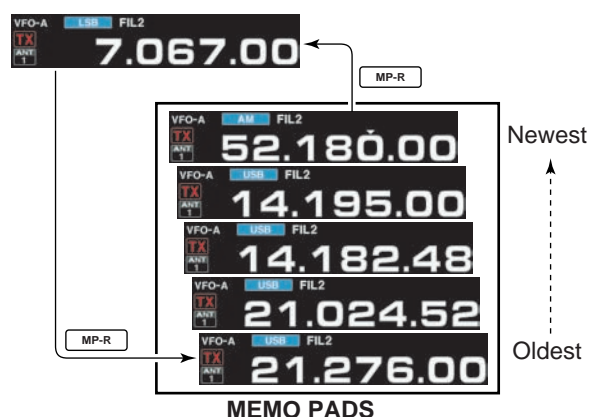 VFO-A LSB FIL2
TX
ANT
1
7.067.00
MP-R
VFO-A AM FIL2
TX
ANT
1
52.180.00
Newest
VFO-A USB FIL2
TX
ANT
1
14.195.00
VFO-A USB FIL2
TX
ANT
1
14.182.48
VFO-A USB FIL2
TX
ANT
1
21.024.52
MP-R
VFO-A USB FIL2
TX
ANT
1
21.276.00
Oldest
MEMO PADS